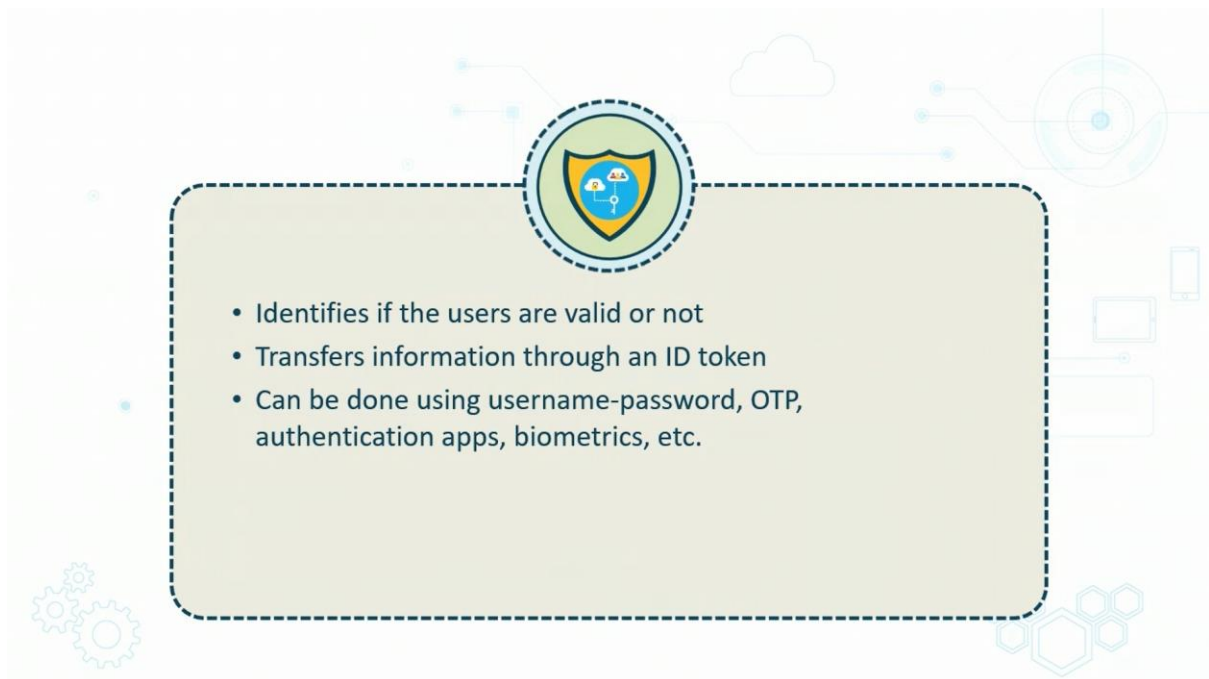 • Identifies if the users are valid or not
• Transfers information through an ID token
• Can be done using username-password, OTP,
authentication apps, biometrics, etc.